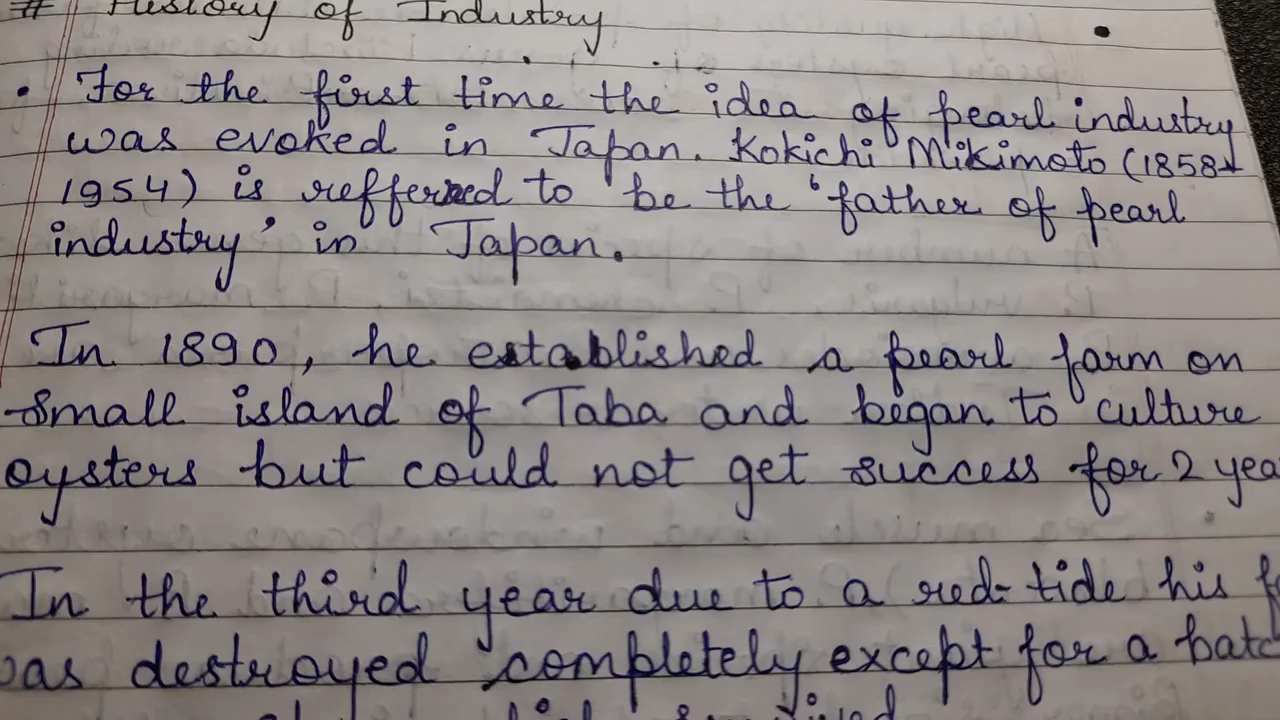 # History of Industry
• For the first time the idea of pearl industry
was evoked in Japan. Kokichi Mikimoto (1858-
1954) is reffered to be the 'father of pearl
industry' in Japan.
In 1890, he established a pearl farm on
small island of Taba and began to culture
oysters but could not get success for 2 yea
In the third year due to a red-tide his f
was destroyed completely except for a batc